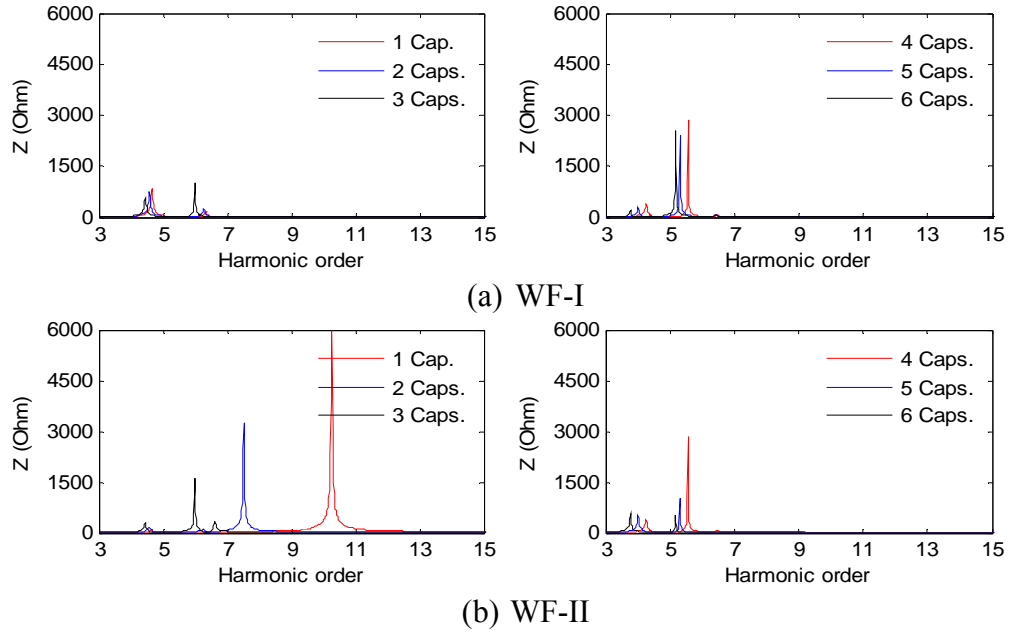 6000
4500
3000
1500
0
Z (Ohm)
1 Cap.
2 Caps.
3 Caps.
3 5 7 9 11 13 15
Harmonic order
6000
4500
3000
1500
0
Z (Ohm)
4 Caps.
5 Caps.
6 Caps.
3 5 7 9 11 13 15
Harmonic order
(a) WF-I
6000
4500
3000
1500
0
Z (Ohm)
1 Cap.
2 Caps.
3 Caps.
3 5 7 9 11 13 15
Harmonic order
6000
4500
3000
1500
0
Z (Ohm)
4 Caps.
5 Caps.
6 Caps.
3 5 7 9 11 13 15
Harmonic order
(b) WF-II